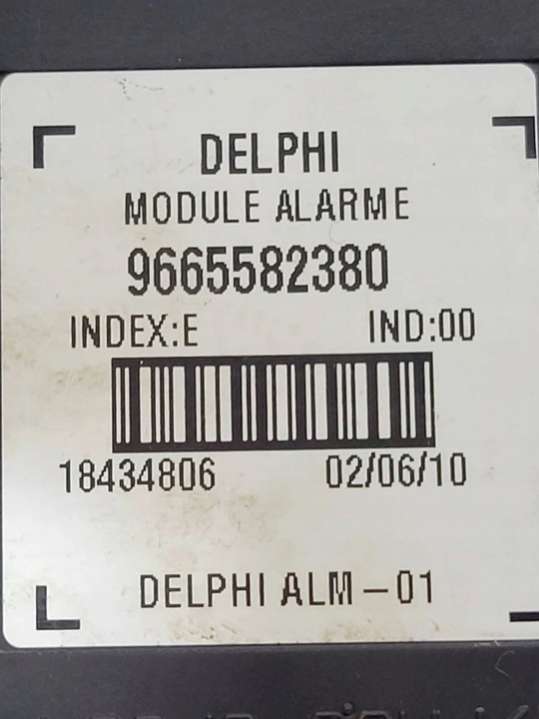 DELPHI
MODULE ALARME
9665582380
INDEX:E IND:00
18434806 02/06/10
DELPHI ALM-01